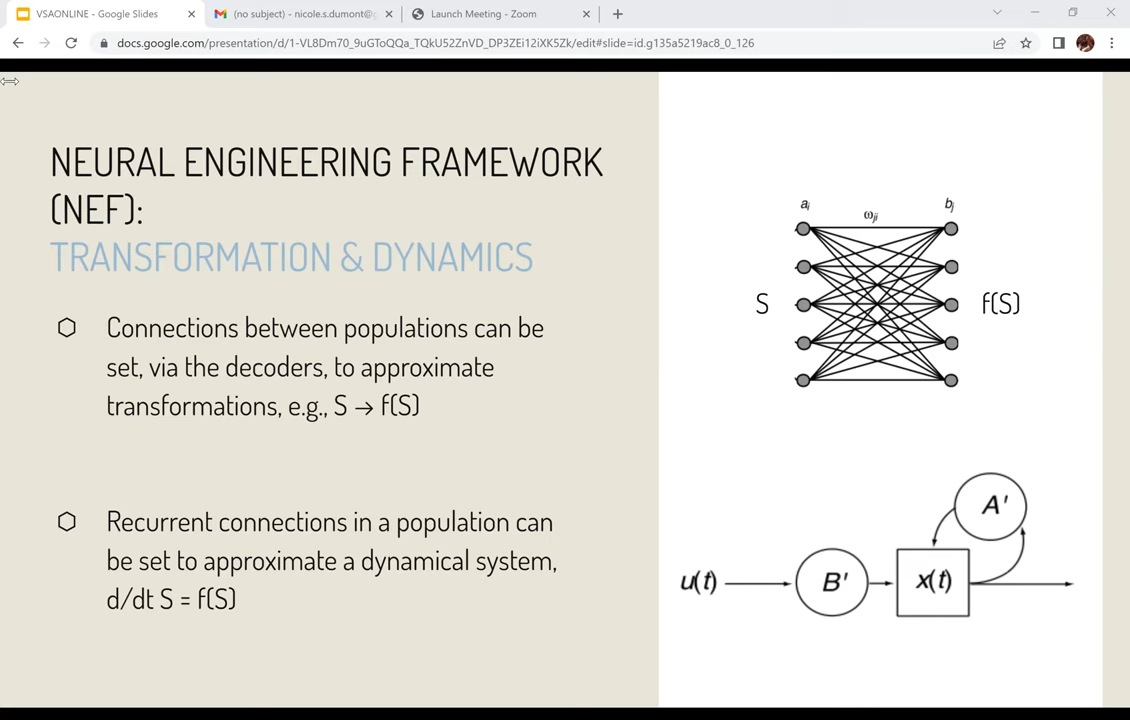 VSAONLINE - Google Slides
(no subject) - nicole.s.dumont@g
Launch Meeting - Zoom
docs.google.com/presentation/d/1-VL8Dm70_9uGToQQa_TQkU52ZnVD_DP3ZEi12iXK5Zk/edit#slide=id.g135a5219ac8_0_126
NEURAL ENGINEERING FRAMEWORK
(NEF):
TRANSFORMATION & DYNAMICS
Connections between populations can be
set, via the decoders, to approximate
transformations, e.g., S → f(S)
Recurrent connections in a population can
be set to approximate a dynamical system,
d/dt S = f(S)
aᵢ ωⱼᵢ bⱼ
S f(S)
A'
u(t) B' x(t)